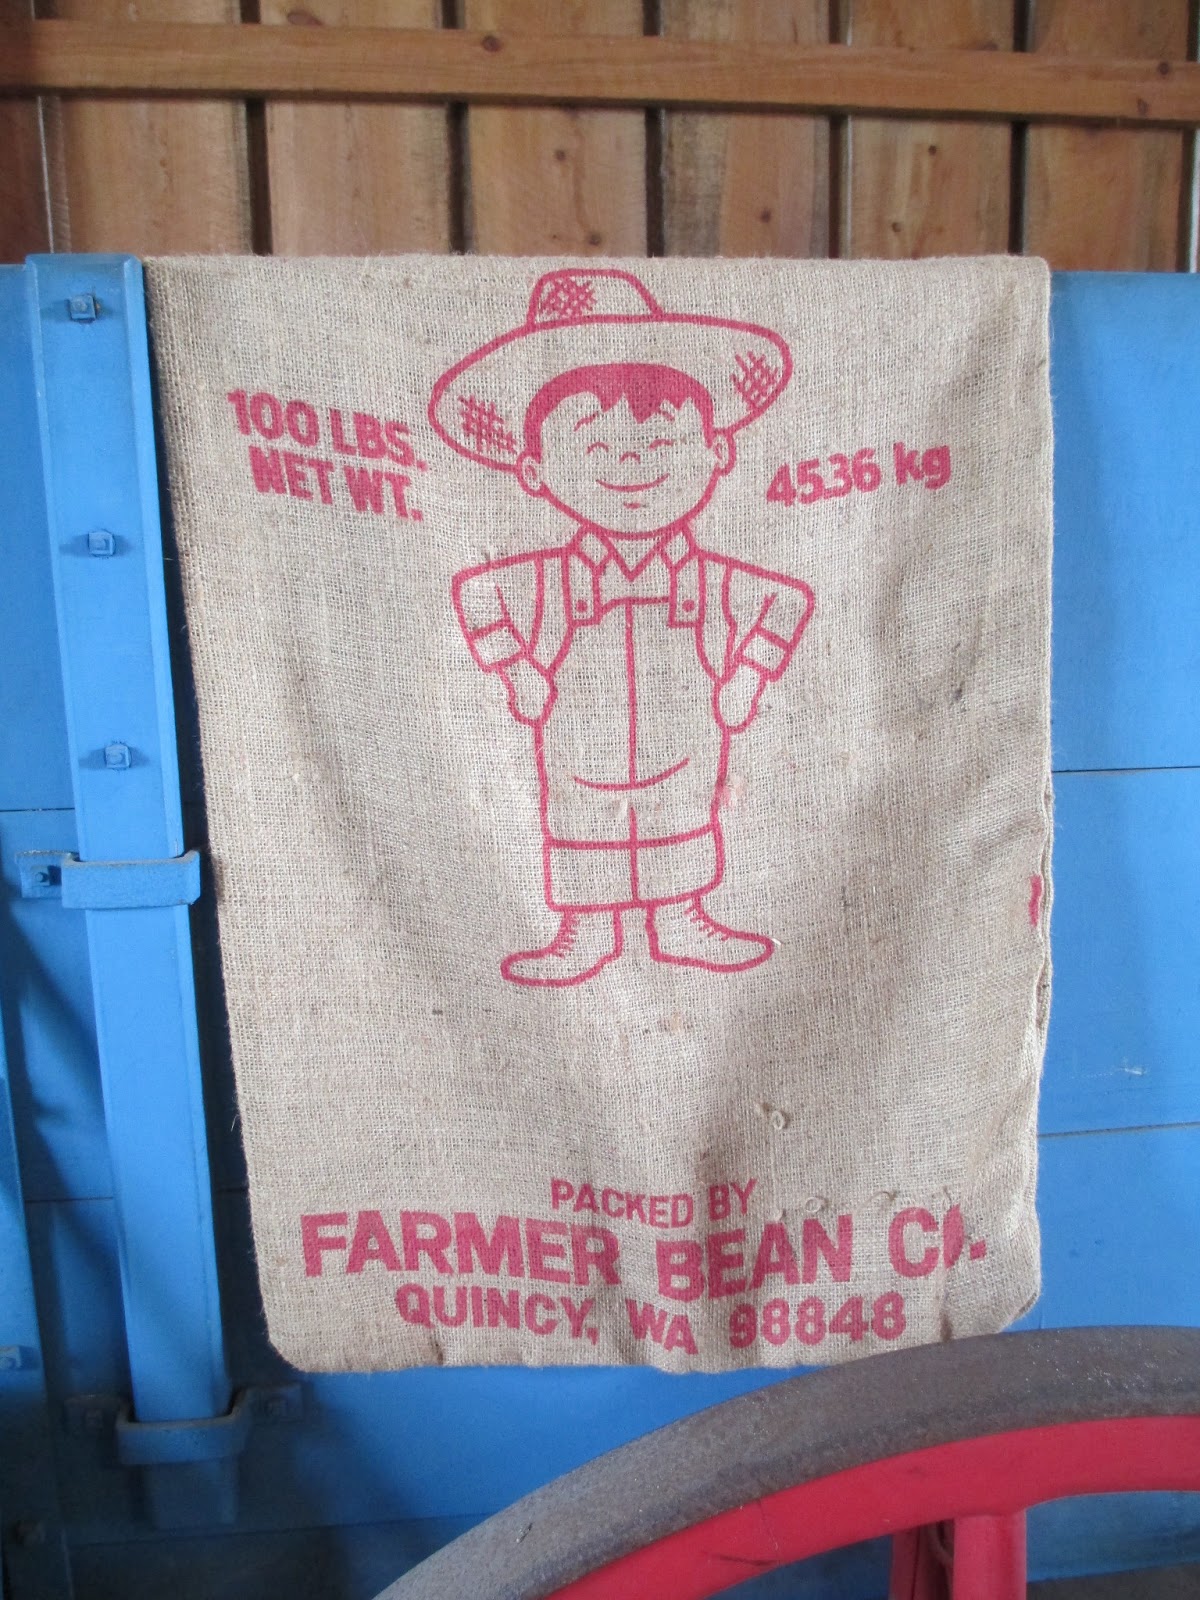 100 LBS.
NET WT.
45.36 kg
PACKED BY
FARMER BEAN CO.
QUINCY, WA 98848